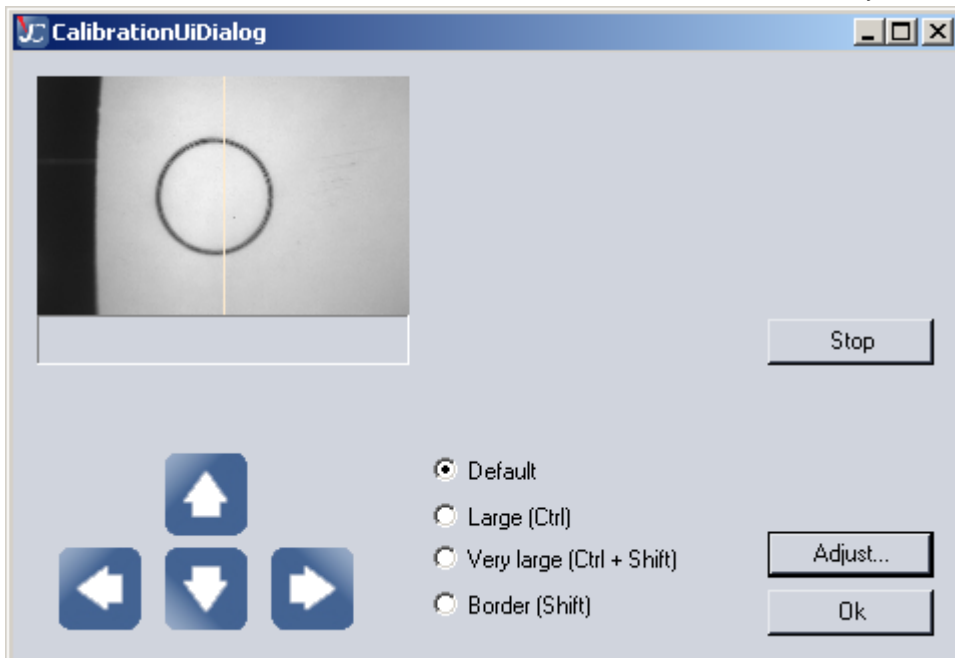 CalibrationUiDialog
Stop
Default
Large (Ctrl)
Very large (Ctrl + Shift)
Adjust...
Border (Shift)
Ok